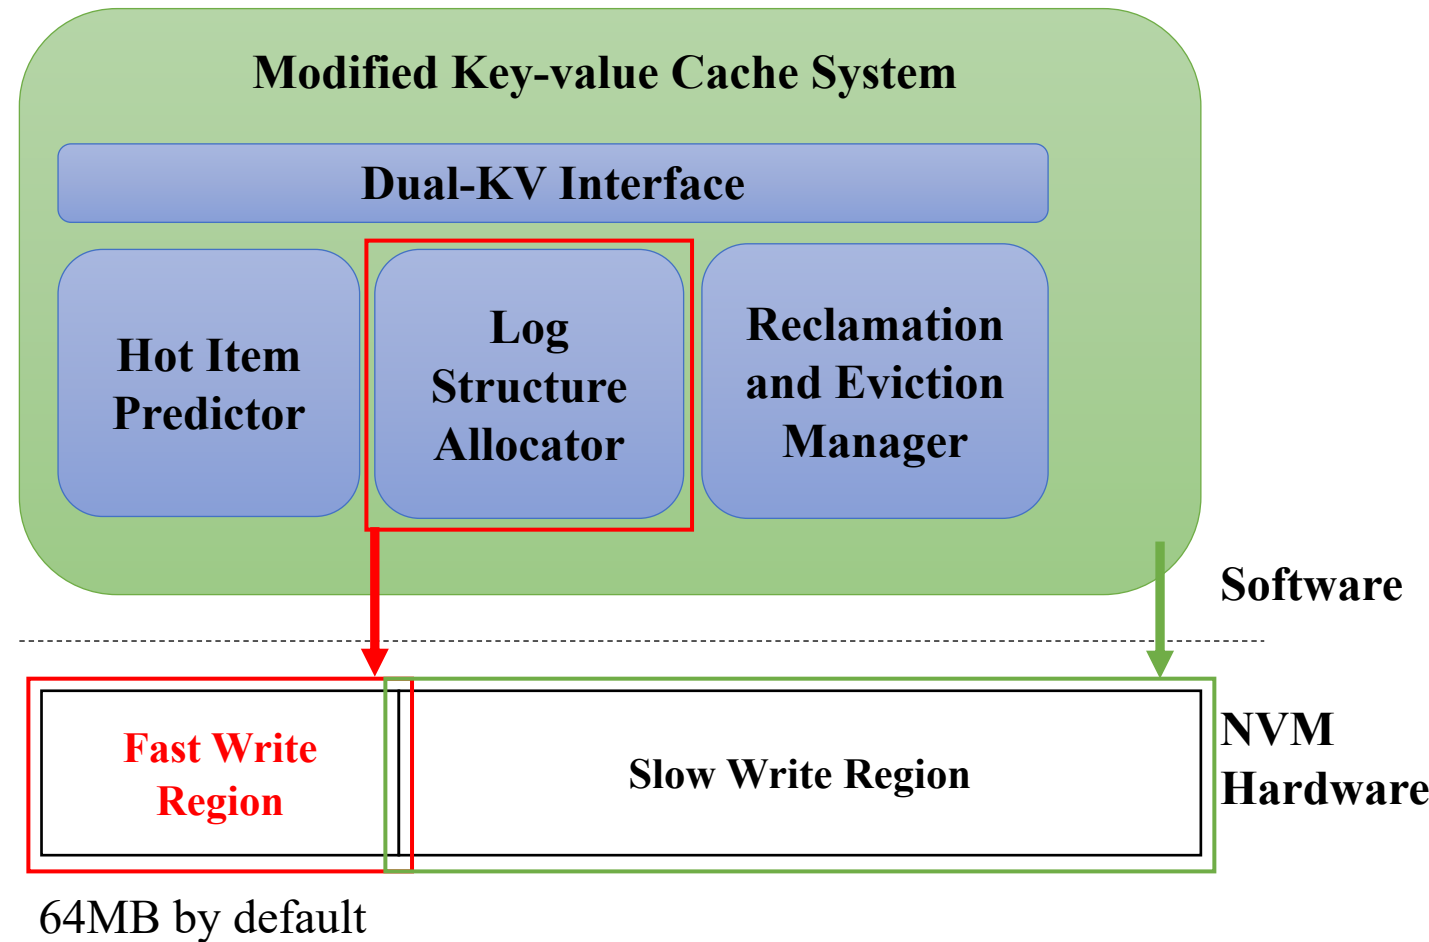 Modified Key-value Cache System
Dual-KV Interface
Hot Item
Predictor
Log
Structure
Allocator
Reclamation
and Eviction
Manager
Software
Fast Write
Region
Slow Write Region
NVM
Hardware
64MB by default